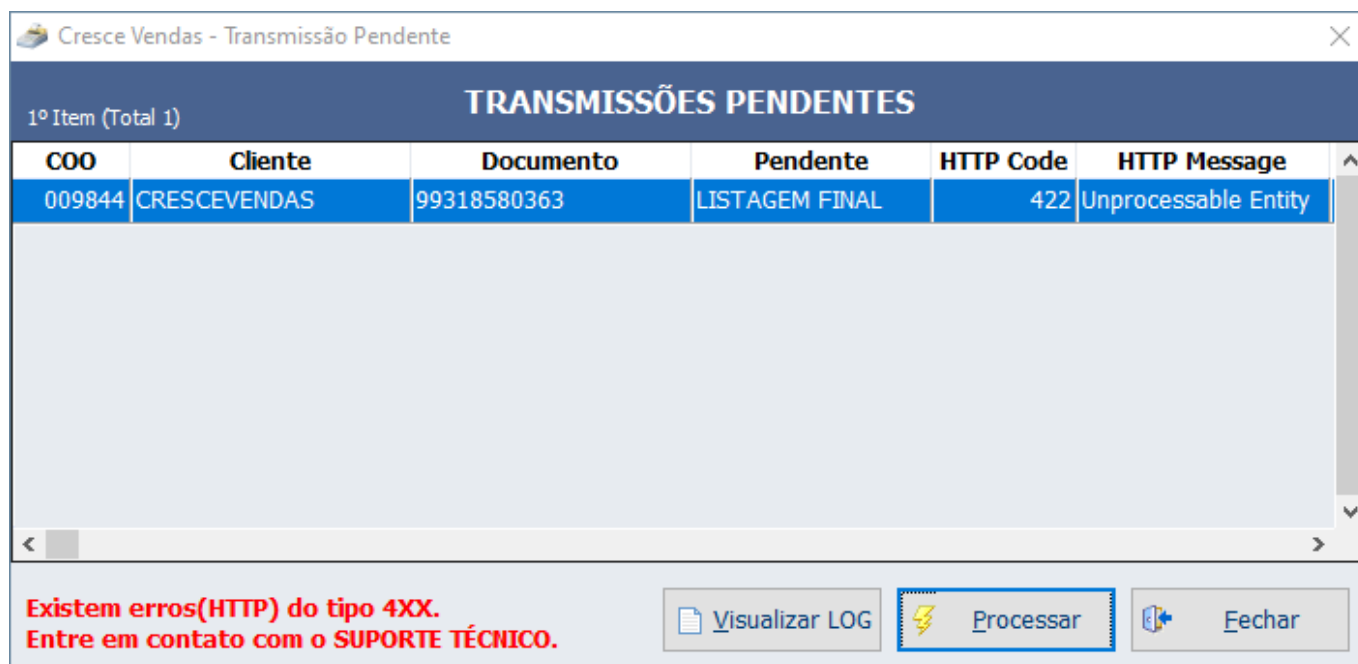 Cresce Vendas - Transmissão Pendente
TRANSMISSÕES PENDENTES
1º Item (Total 1)
COO Cliente Documento Pendente HTTP Code HTTP Message
009844 CRESCEVENDAS 99318580363 LISTAGEM FINAL 422 Unprocessable Entity
Existem erros(HTTP) do tipo 4XX.
Entre em contato com o SUPORTE TÉCNICO.
Visualizar LOG Processar Fechar